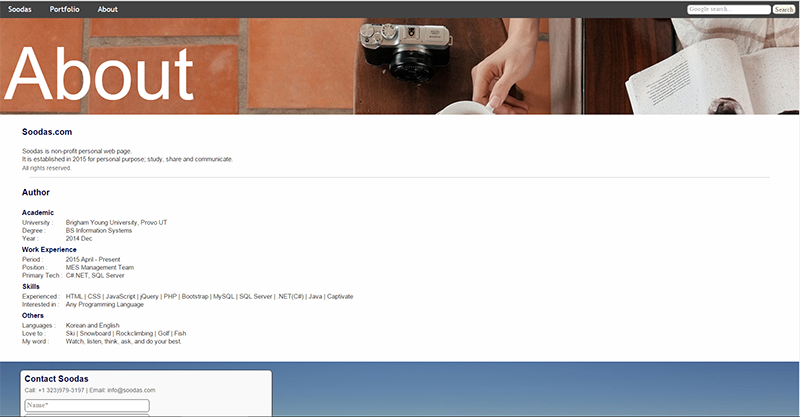 Soodas Portfolio About Google search... Search
About
Soodas.com
Soodas is non-profit personal web page.
It is established in 2015 for personal purpose; study, share and communicate.
All rights reserved.
Author
Academic
University : Brigham Young University, Provo UT
Degree : BS Information Systems
Year : 2014 Dec
Work Experience
Period : 2015 April - Present
Position : MES Management Team
Primary Tech : C# .NET, SQL Server
Skills
Experienced : HTML | CSS | JavaScript | jQuery | PHP | Bootstrap | MySQL | SQL Server | .NET(C#) | Java | Captivate
Interested in : Any Programming Language
Others
Languages : Korean and English
Love to : Ski | Snowboard | Rockclimbing | Golf | Fish
My word : Watch, listen, think, ask, and do your best.
Contact Soodas
Call: +1 323)979-3197 | Email: info@soodas.com
Name*